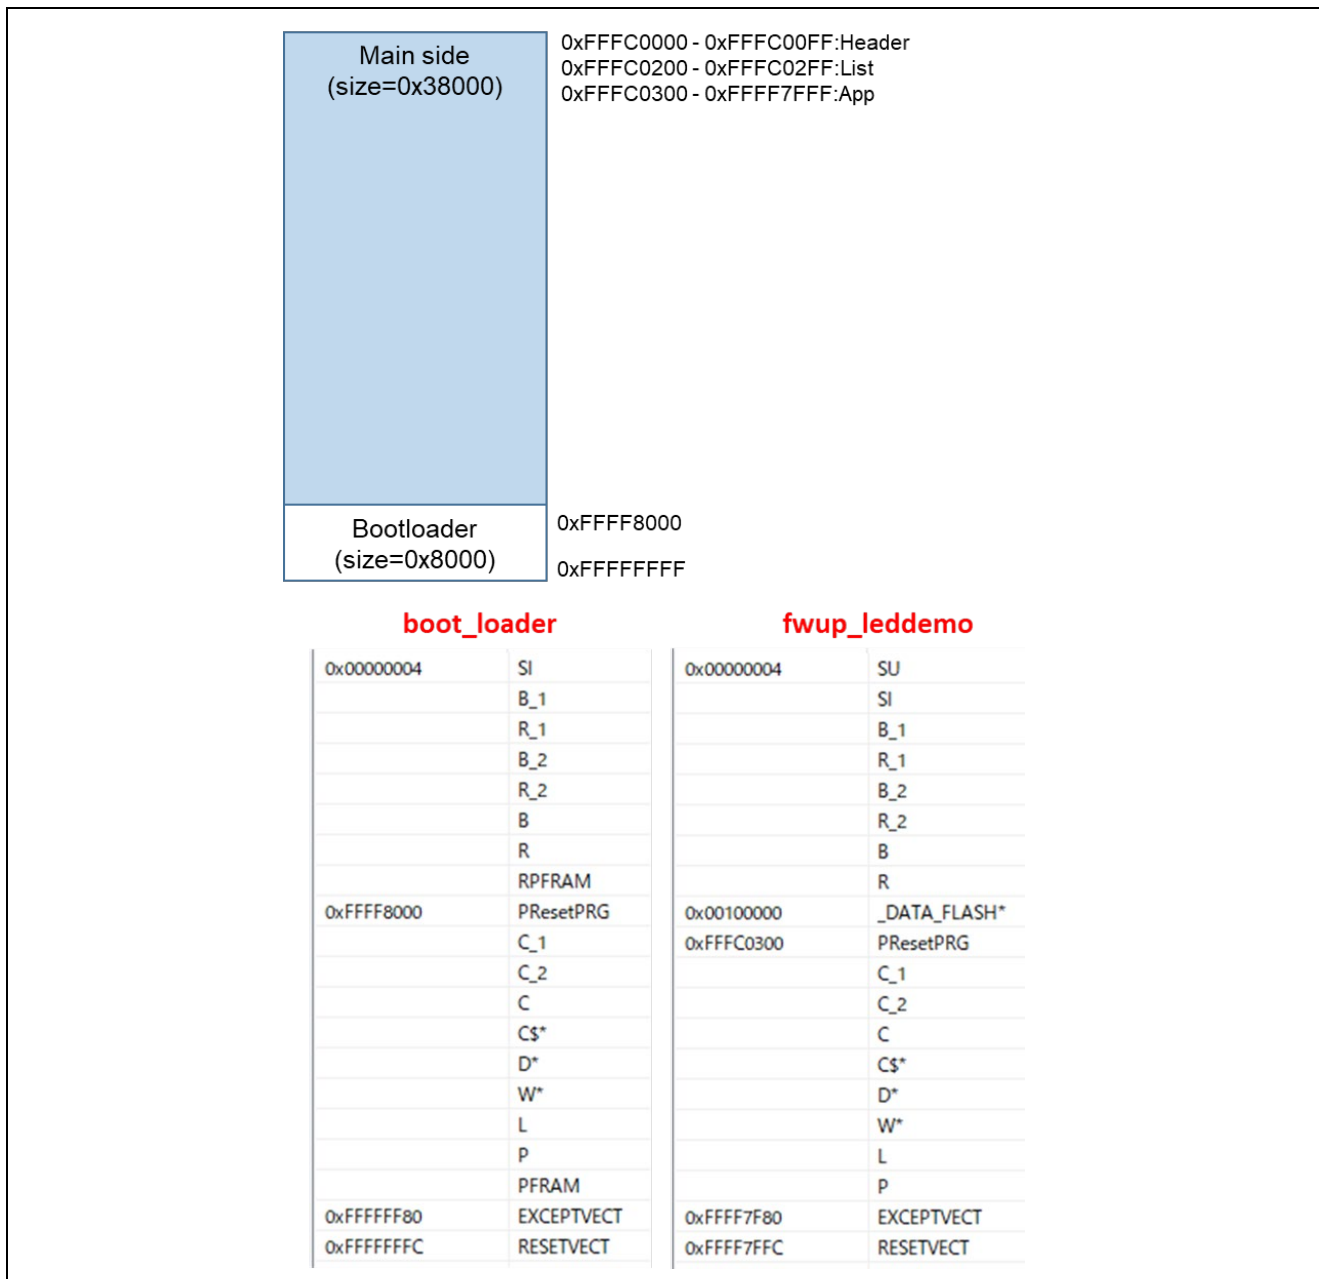 Main side
(size=0x38000)
0xFFFC0000 - 0xFFFC00FF:Header
0xFFFC0200 - 0xFFFC02FF:List
0xFFFC0300 - 0xFFFF7FFF:App
Bootloader
(size=0x8000)
0xFFFF8000
0xFFFFFFFF
boot_loader
0x00000004 SI
B_1
R_1
B_2
R_2
B
R
RPFRAM
0xFFFF8000 PResetPRG
C_1
C_2
C
C$*
D*
W*
L
P
PFRAM
0xFFFFFF80 EXCEPTVECT
0xFFFFFFFC RESETVECT
fwup_leddemo
0x00000004 SU
SI
B_1
R_1
B_2
R_2
B
R
0x00100000 _DATA_FLASH*
0xFFFC0300 PResetPRG
C_1
C_2
C
C$*
D*
W*
L
P
0xFFFF7F80 EXCEPTVECT
0xFFFF7FFC RESETVECT